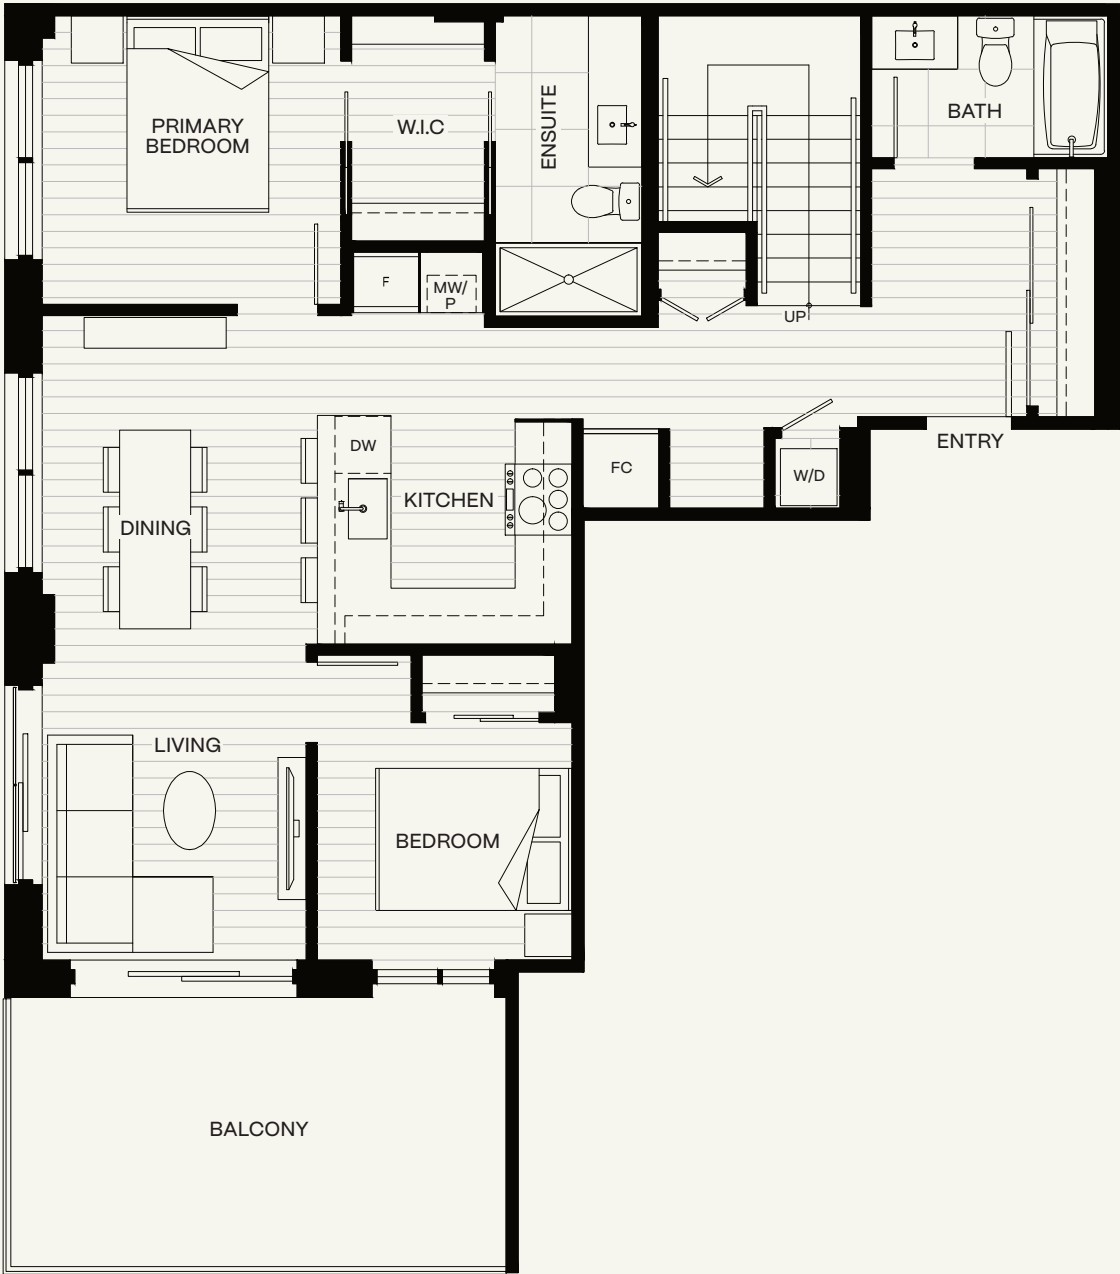 PRIMARY
BEDROOM
W.I.C
ENSUITE
BATH
F
MW/
P
UP
ENTRY
DW
KITCHEN
FC
W/D
DINING
LIVING
BEDROOM
BALCONY